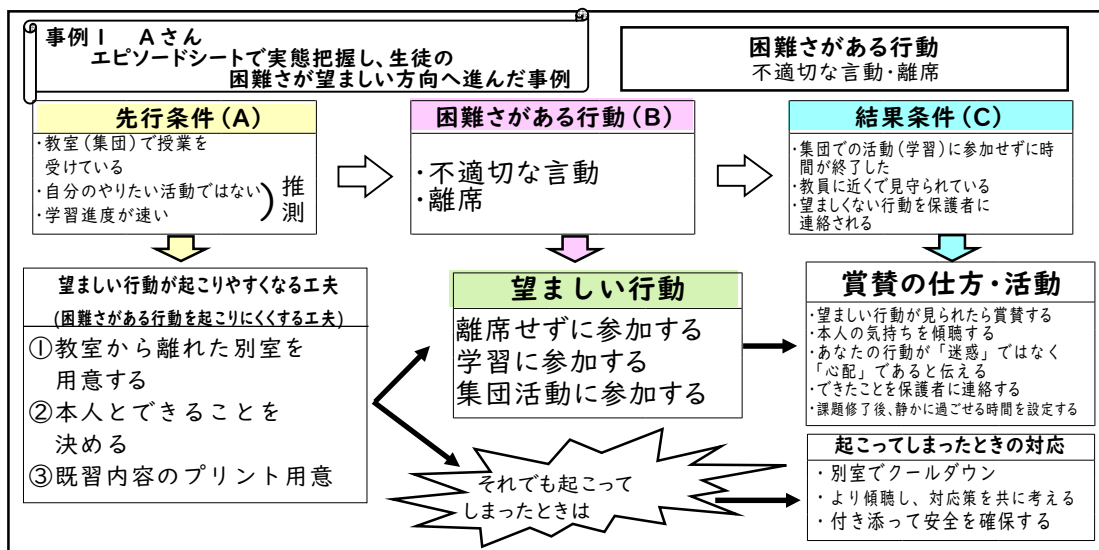 事例Ⅰ Aさん
エピソードシートで実態把握し、生徒の
困難さが望ましい方向へ進んだ事例
困難さがある行動
不適切な言動・離席
先行条件(A)
・教室(集団)で授業を
受けている
・自分のやりたい活動ではない
・学習進度が速い
)推測
困難さがある行動(B)
・不適切な言動
・離席
結果条件(C)
・集団での活動(学習)に参加せずに時
間が終了した
・教員に近くで見守られている
・望ましくない行動を保護者に
連絡される
望ましい行動が起こりやすくなる工夫
(困難さがある行動を起こりにくくする工夫)
①教室から離れた別室を
用意する
②本人とできることを
決める
③既習内容のプリント用意
望ましい行動
離席せずに参加する
学習に参加する
集団活動に参加する
賞賛の仕方・活動
・望ましい行動が見られたら賞賛する
・本人の気持ちを傾聴する
・あなたの行動が「迷惑」ではなく
「心配」であると伝える
・できたことを保護者に連絡する
・課題修了後、静かに過ごせる時間を設定する
それでも起こって
しまったときは
起こってしまったときの対応
・別室でクールダウン
・より傾聴し、対応策を共に考える
・付き添って安全を確保する